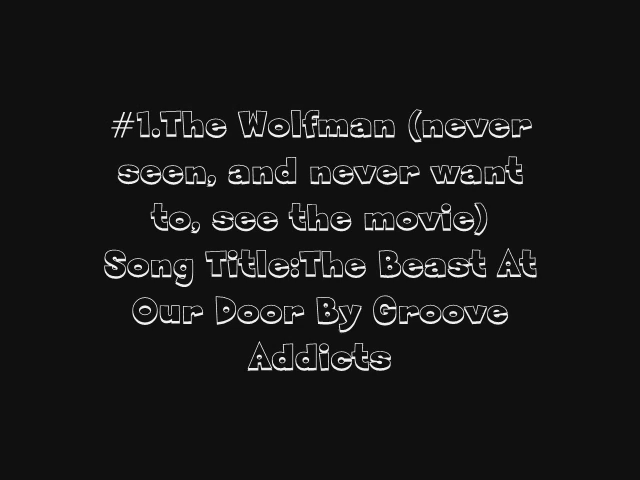 #1.The Wolfman (never
seen, and never want
to, see the movie)
Song Title:The Beast At
Our Door By Groove
Addicts